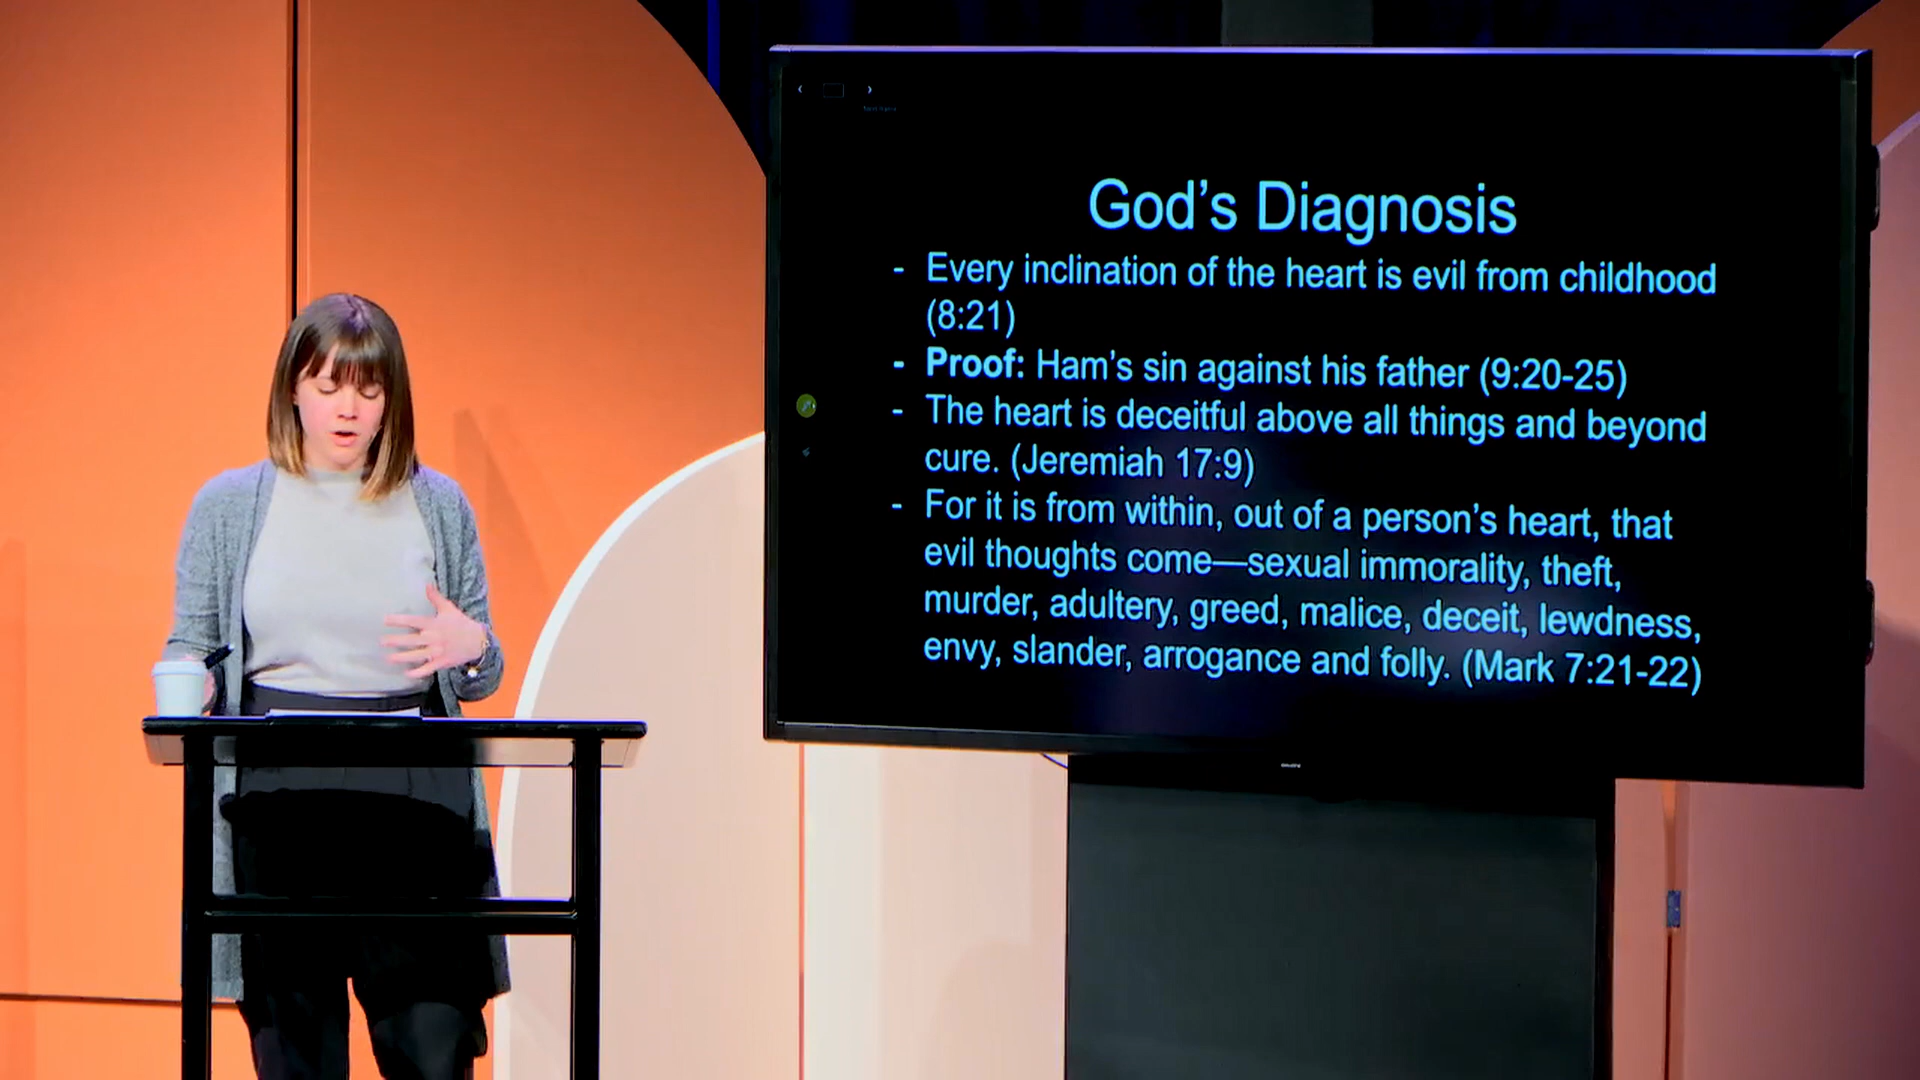 God’s Diagnosis
- Every inclination of the heart is evil from childhood
(8:21)
- Proof: Ham’s sin against his father (9:20-25)
- The heart is deceitful above all things and beyond
cure. (Jeremiah 17:9)
- For it is from within, out of a person’s heart, that
evil thoughts come—sexual immorality, theft,
murder, adultery, greed, malice, deceit, lewdness,
envy, slander, arrogance and folly. (Mark 7:21-22)